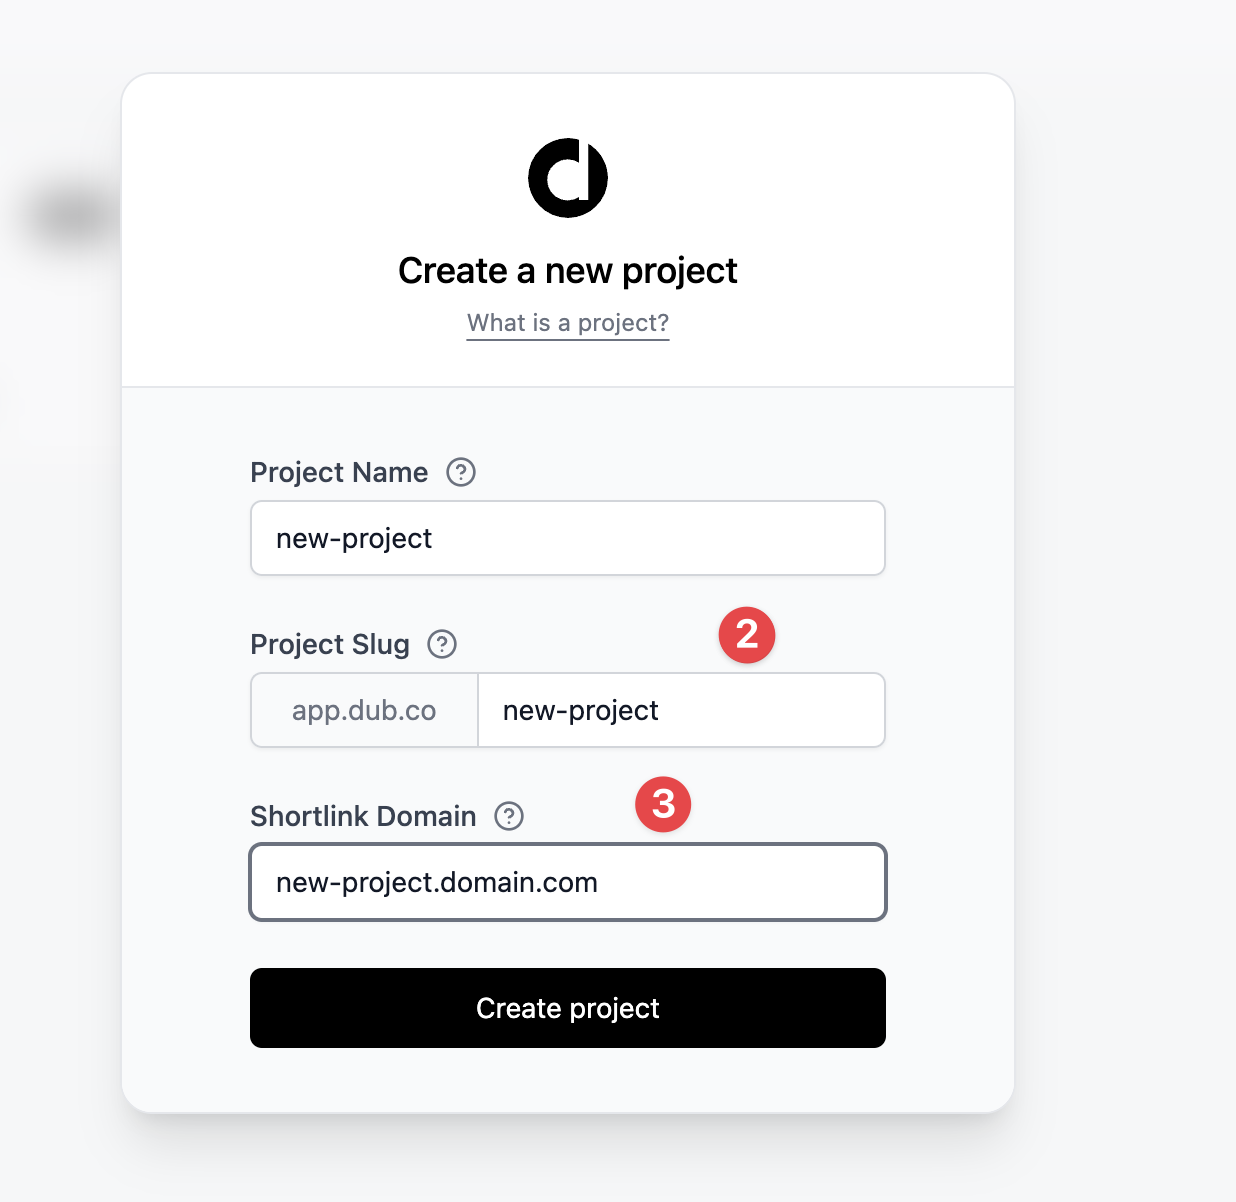 Create a new project
What is a project?
Project Name ?
new-project
Project Slug ?
2
app.dub.co new-project
Shortlink Domain ?
3
new-project.domain.com
Create project